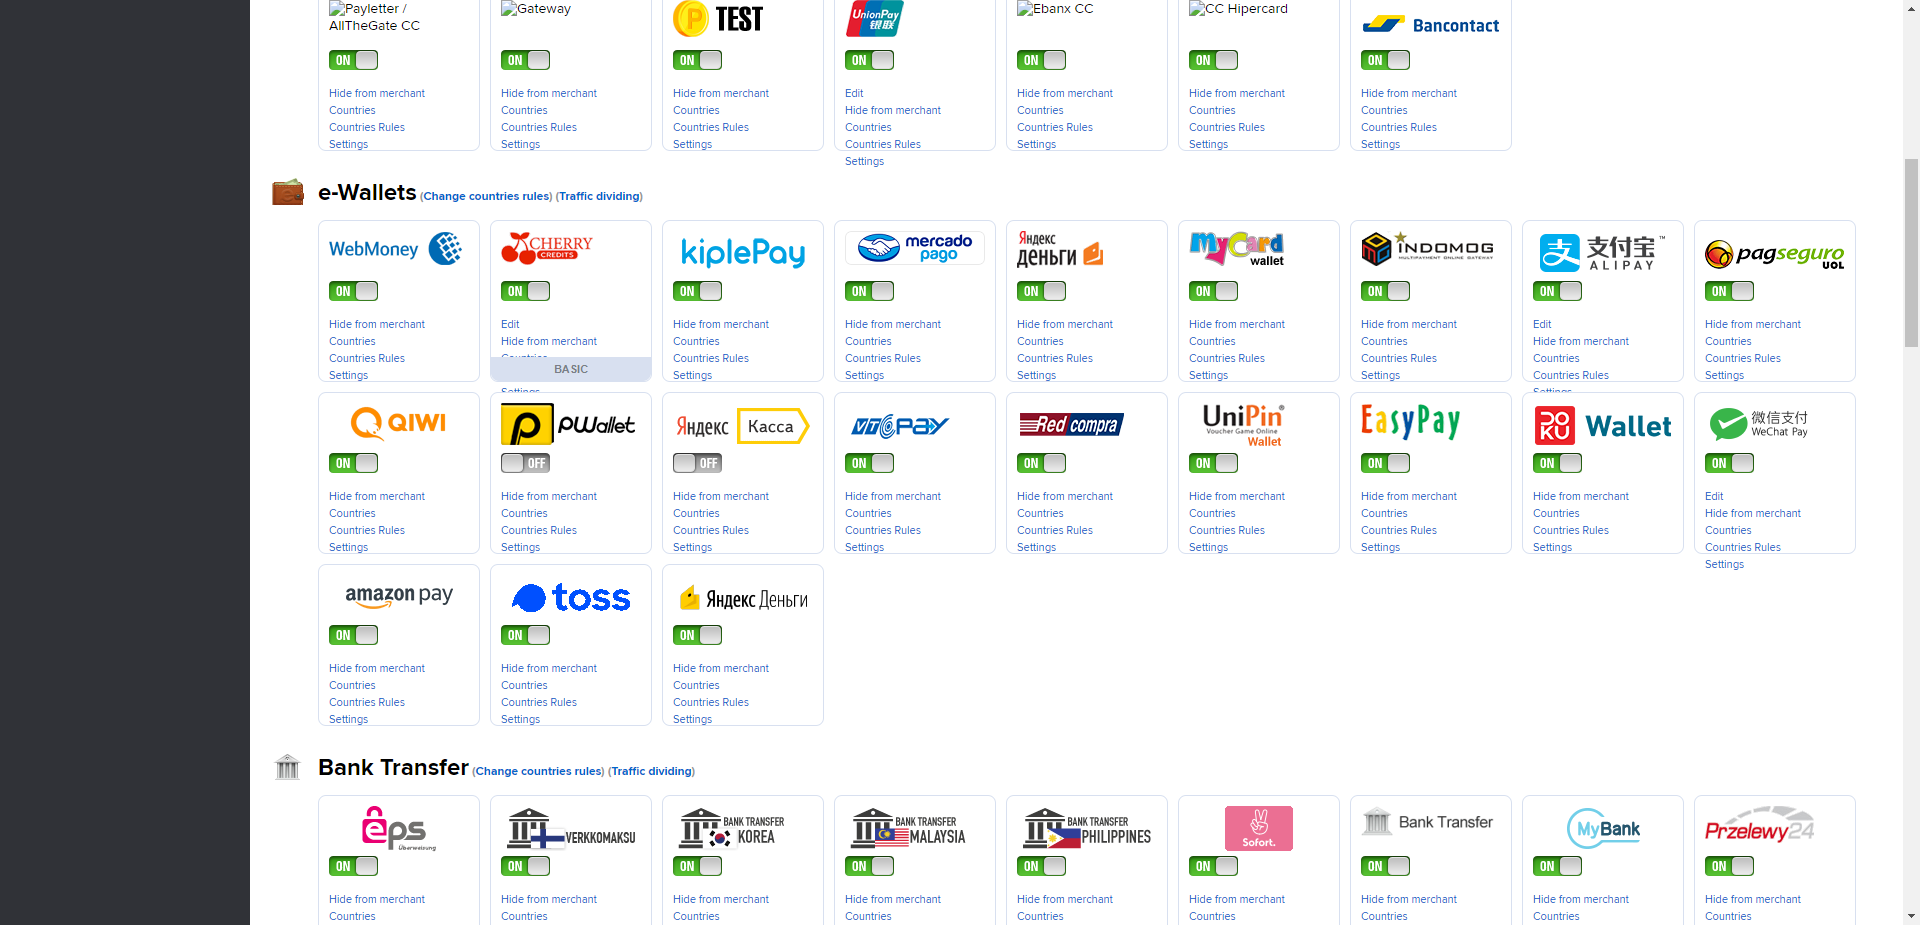 Payletter /
AllTheGate CC
ON
Hide from merchant
Countries
Countries Rules
Settings
Gateway
ON
Hide from merchant
Countries
Countries Rules
Settings
P TEST
ON
Hide from merchant
Countries
Countries Rules
Settings
UnionPay
银联
ON
Edit
Hide from merchant
Countries
Countries Rules
Settings
Ebanx CC
ON
Hide from merchant
Countries
Countries Rules
Settings
CC Hipercard
ON
Hide from merchant
Countries
Countries Rules
Settings
Bancontact
ON
Hide from merchant
Countries
Countries Rules
Settings
e-Wallets (Change countries rules) (Traffic dividing)
WebMoney
ON
Hide from merchant
Countries
Countries Rules
Settings
CHERRY
CREDITS
ON
Edit
Hide from merchant
Countries
BASIC
Settings
kiplePay
ON
Hide from merchant
Countries
Countries Rules
Settings
mercado
pago
ON
Hide from merchant
Countries
Countries Rules
Settings
Яндекс
деньги
ON
Hide from merchant
Countries
Countries Rules
Settings
MyCard
wallet
ON
Hide from merchant
Countries
Countries Rules
Settings
INDOMOG
MULTIPAYMENT ONLINE GATEWAY
ON
Hide from merchant
Countries
Countries Rules
Settings
支 支付宝™
ALIPAY
ON
Edit
Hide from merchant
Countries
Countries Rules
Settings
pagseguro
UOL
ON
Hide from merchant
Countries
Countries Rules
Settings
QIWI
ON
Hide from merchant
Countries
Countries Rules
Settings
p pWallet
OFF
Hide from merchant
Countries
Countries Rules
Settings
Яндекс Касса
OFF
Hide from merchant
Countries
Countries Rules
Settings
VTC Pay
ON
Hide from merchant
Countries
Countries Rules
Settings
Redcompra
ON
Hide from merchant
Countries
Countries Rules
Settings
UniPin®
Voucher Game Online
Wallet
ON
Hide from merchant
Countries
Countries Rules
Settings
EasyPay
ON
Hide from merchant
Countries
Countries Rules
Settings
DOKU Wallet
ON
Hide from merchant
Countries
Countries Rules
Settings
微信支付
WeChat Pay
ON
Edit
Hide from merchant
Countries
Countries Rules
Settings
amazon pay
ON
Hide from merchant
Countries
Countries Rules
Settings
toss
ON
Hide from merchant
Countries
Countries Rules
Settings
Яндекс Деньги
ON
Hide from merchant
Countries
Countries Rules
Settings
Bank Transfer (Change countries rules) (Traffic dividing)
eps
Überweisung
ON
Hide from merchant
Countries
VERKKOMAKSU
ON
Hide from merchant
Countries
BANK TRANSFER
KOREA
ON
Hide from merchant
Countries
BANK TRANSFER
MALAYSIA
ON
Hide from merchant
Countries
BANK TRANSFER
PHILIPPINES
ON
Hide from merchant
Countries
Sofort.
ON
Hide from merchant
Countries
Bank Transfer
ON
Hide from merchant
Countries
MyBank
ON
Hide from merchant
Countries
Przelewy24
ON
Hide from merchant
Countries